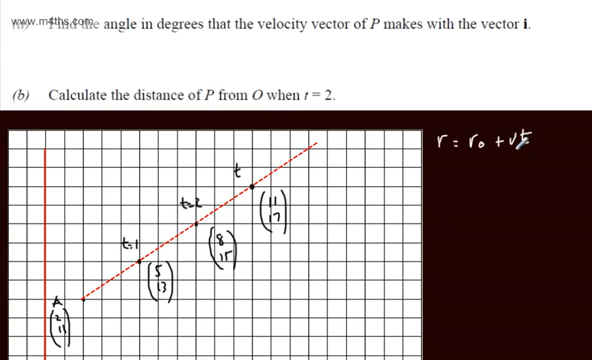 www.m4ths.com
(a) Find the angle in degrees that the velocity vector of P makes with the vector i.
(b) Calculate the distance of P from O when t = 2.
r = r₀ + vt
t
t=2
(11
17)
t=1
(8
15)
(5
13)
A
(2
11)